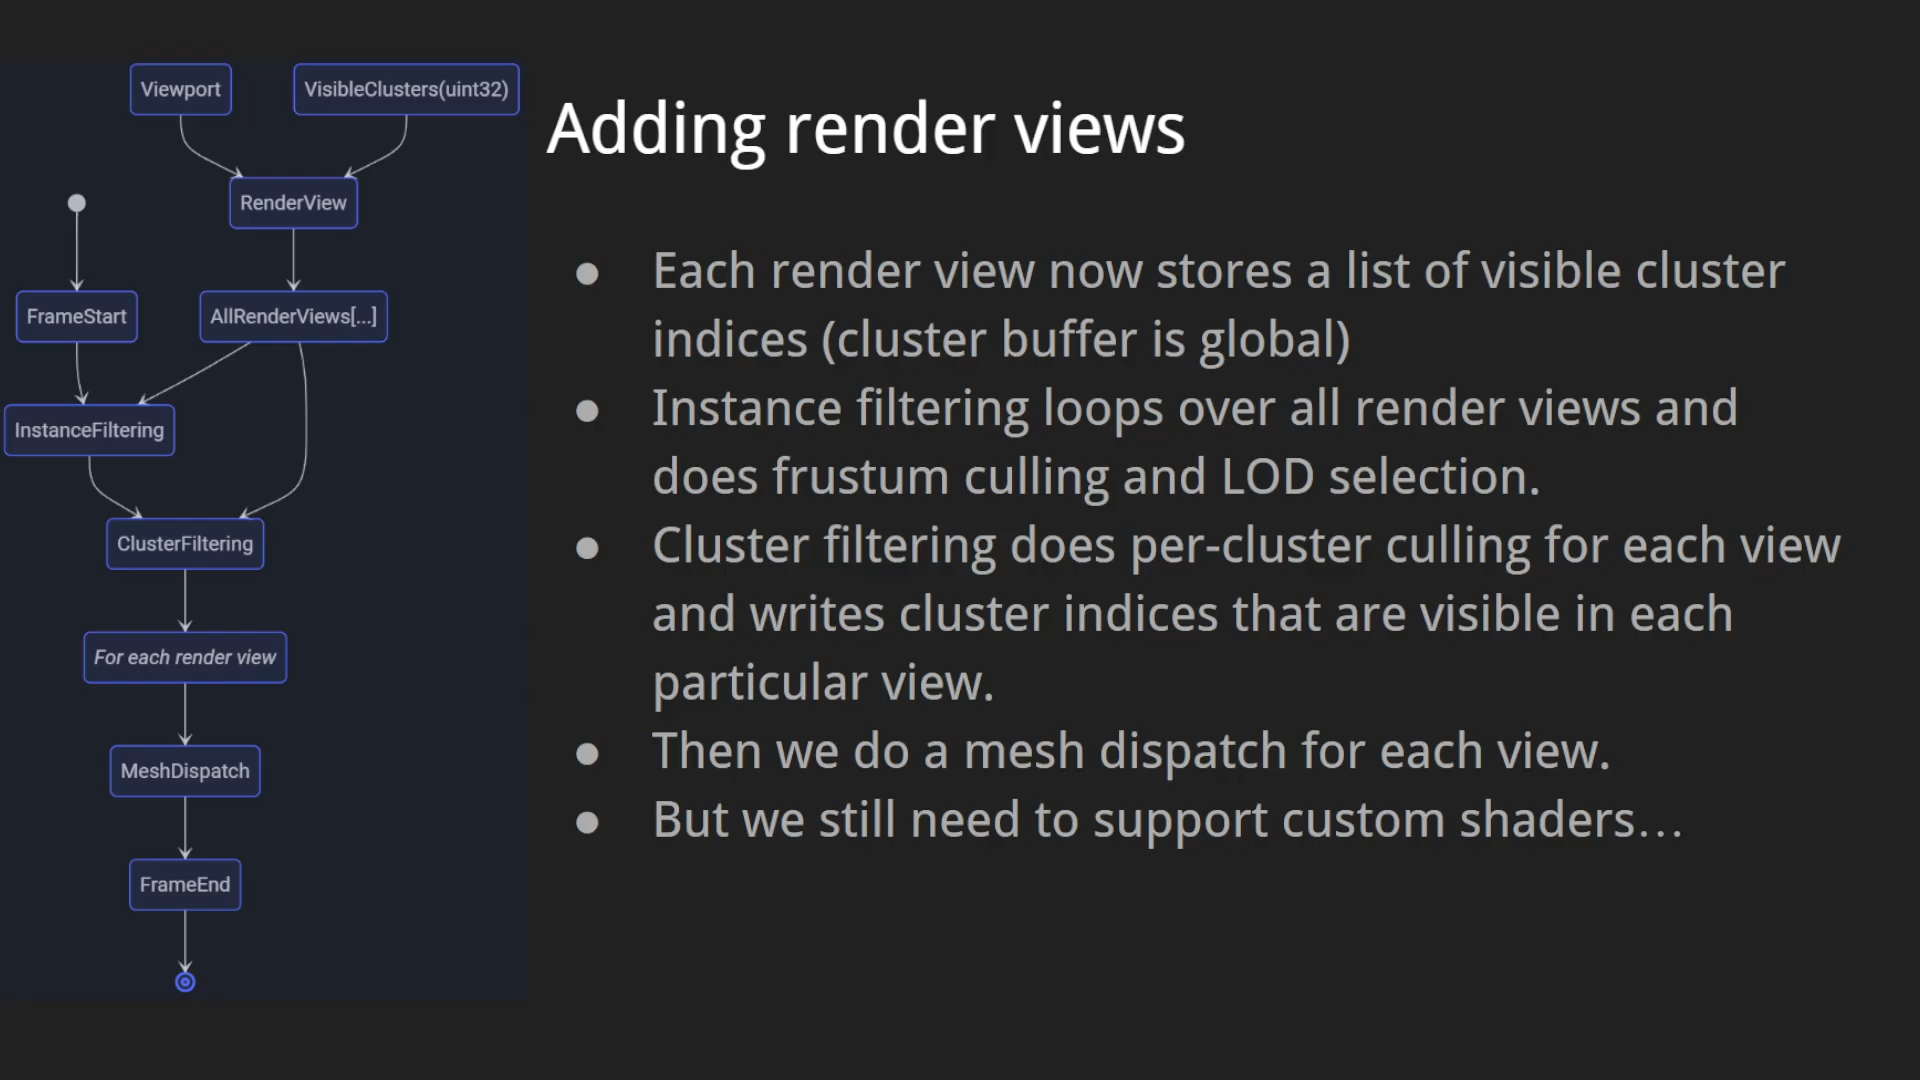 Viewport
VisibleClusters(uint32)
RenderView
FrameStart
AllRenderViews[...]
InstanceFiltering
ClusterFiltering
For each render view
MeshDispatch
FrameEnd
Adding render views
● Each render view now stores a list of visible cluster
indices (cluster buffer is global)
● Instance filtering loops over all render views and
does frustum culling and LOD selection.
● Cluster filtering does per-cluster culling for each view
and writes cluster indices that are visible in each
particular view.
● Then we do a mesh dispatch for each view.
● But we still need to support custom shaders…